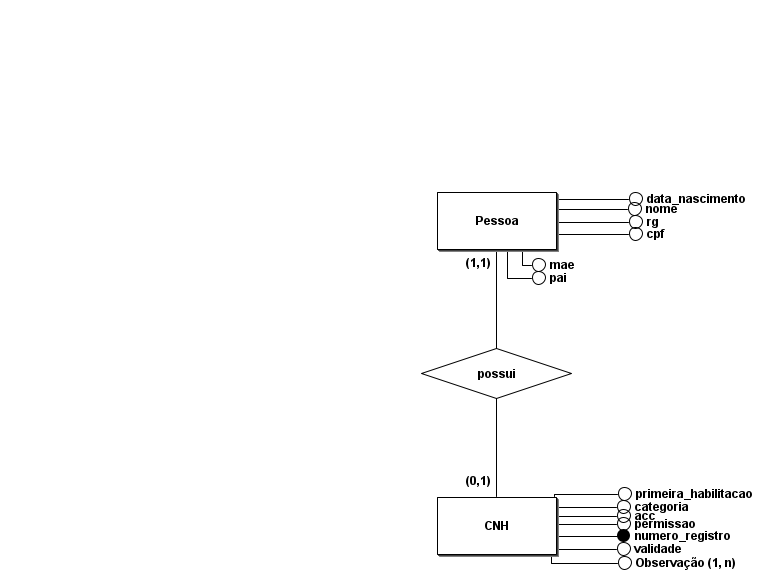 data_nascimento
nome
rg
cpf
Pessoa
mae
pai
(1,1)
possui
(0,1)
CNH
primeira_habilitacao
categoria
acc
permissao
numero_registro
validade
Observação (1, n)